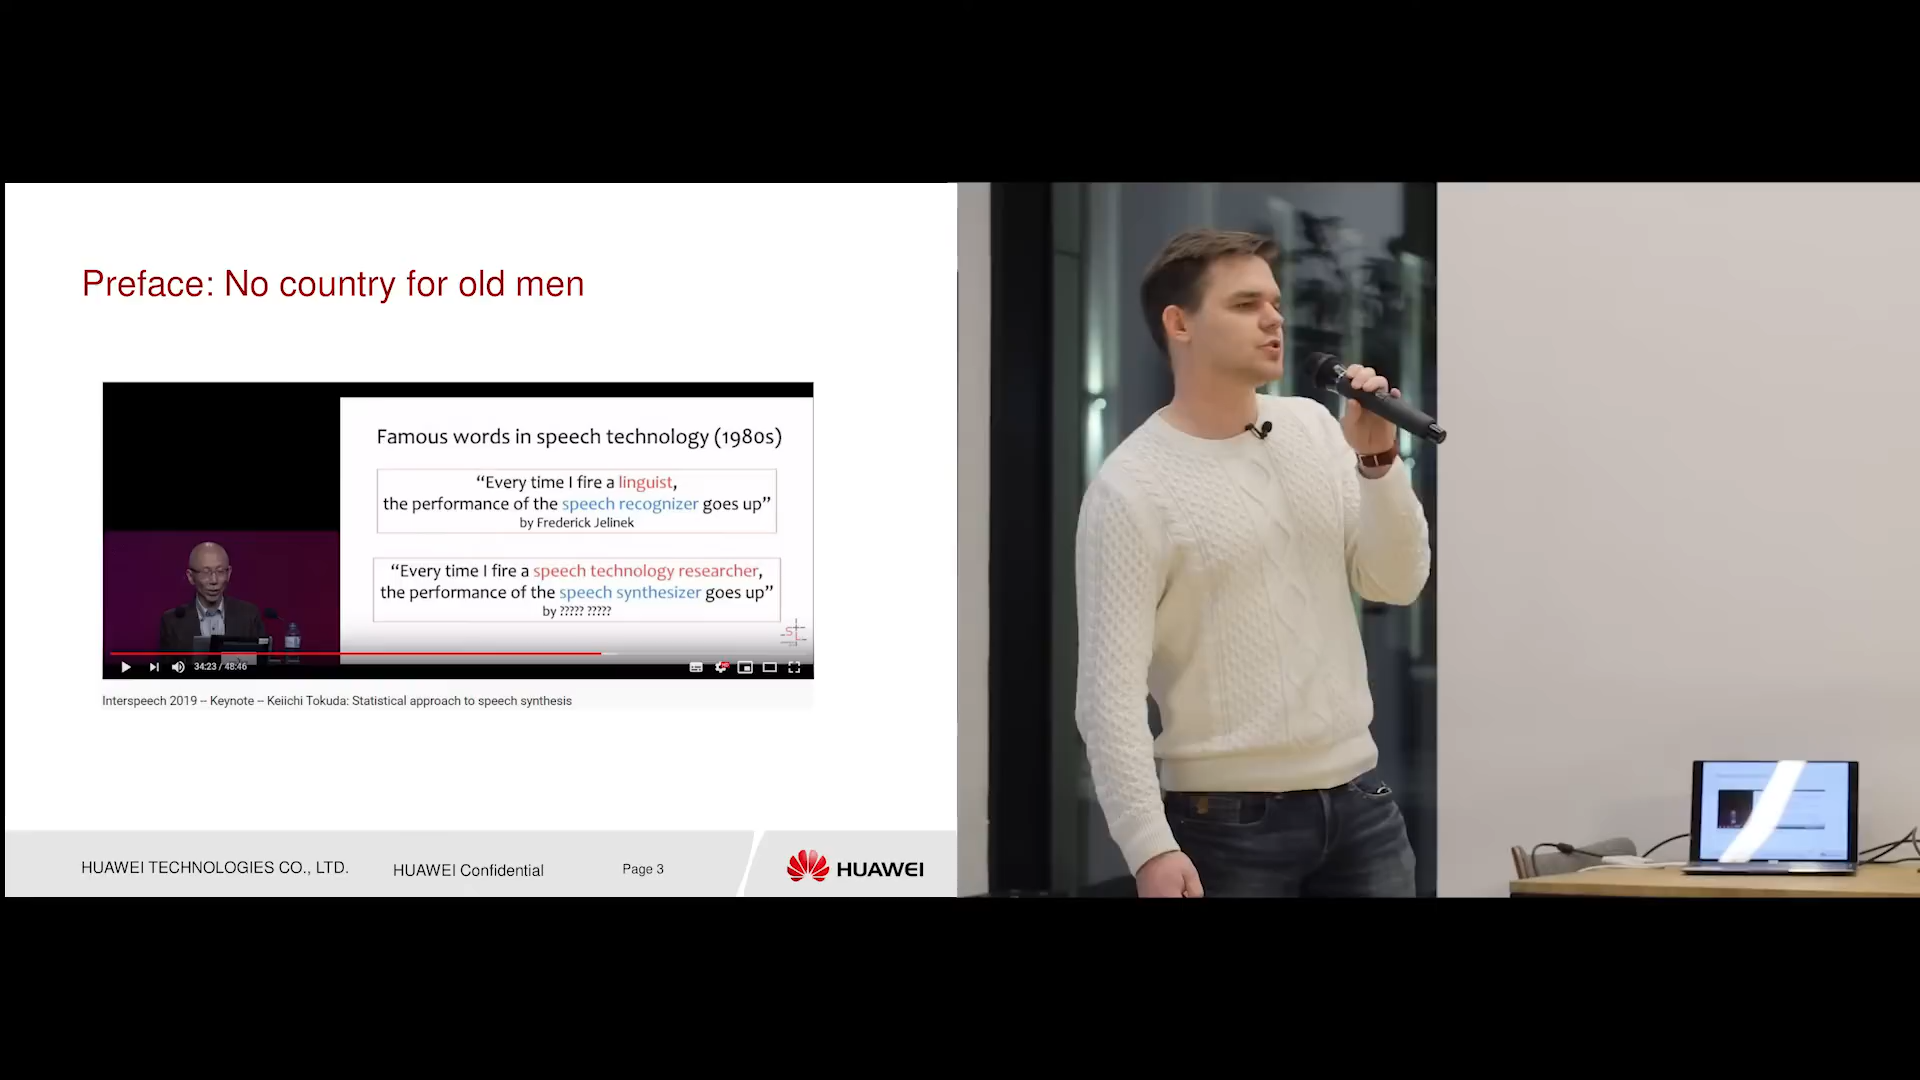 Preface: No country for old men
Famous words in speech technology (1980s)
“Every time I fire a linguist,
the performance of the speech recognizer goes up”
by Frederick Jelinek
“Every time I fire a speech technology researcher,
the performance of the speech synthesizer goes up”
by ????? ?????
34:23 / 48:46
Interspeech 2019 -- Keynote -- Keiichi Tokuda: Statistical approach to speech synthesis
HUAWEI TECHNOLOGIES CO., LTD.
HUAWEI Confidential
Page 3
HUAWEI